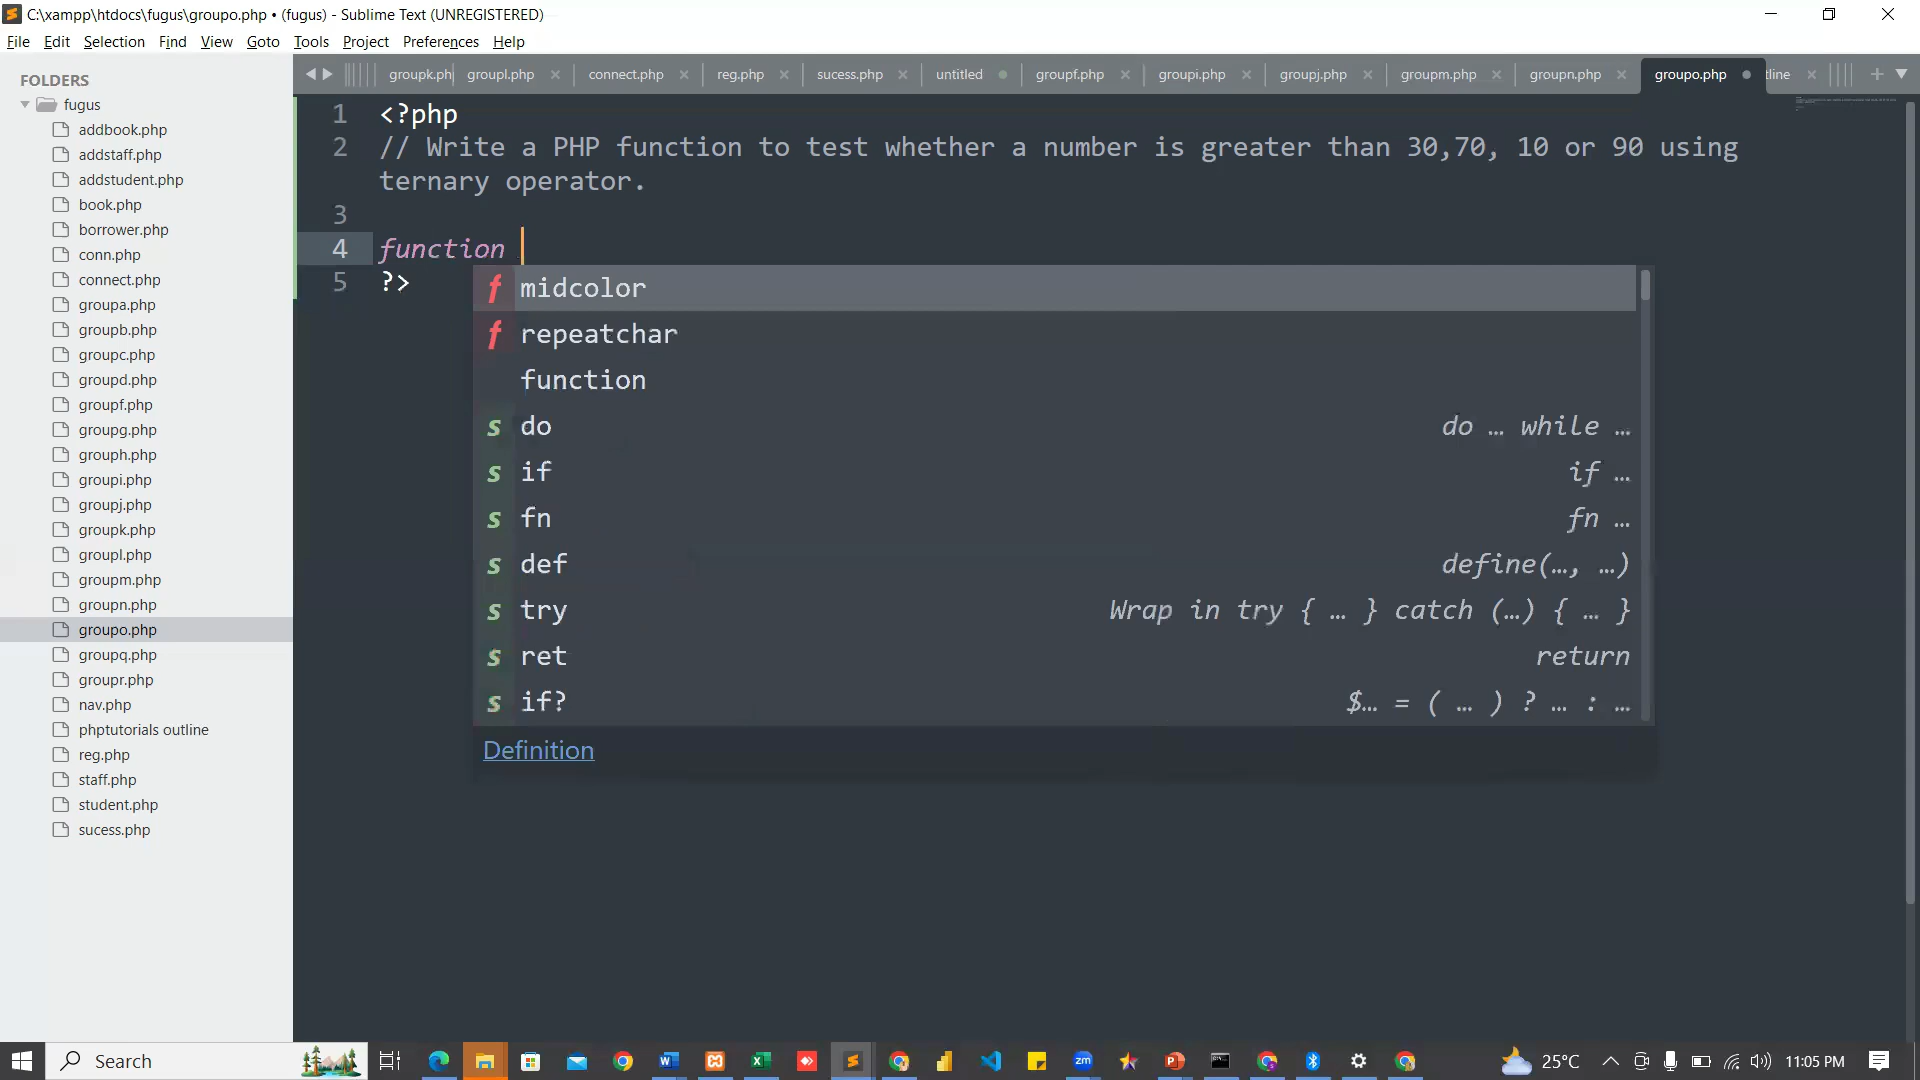 C:\xampp\htdocs\fugus\groupo.php • (fugus) - Sublime Text (UNREGISTERED)
File Edit Selection Find View Goto Tools Project Preferences Help
FOLDERS
fugus
addbook.php
addstaff.php
addstudent.php
book.php
borrower.php
conn.php
connect.php
groupa.php
groupb.php
groupc.php
groupd.php
groupf.php
groupg.php
grouph.php
groupi.php
groupj.php
groupk.php
groupl.php
groupm.php
groupn.php
groupo.php
groupq.php
groupr.php
nav.php
phptutorials outline
reg.php
staff.php
student.php
sucess.php
groupk.ph groupl.php connect.php reg.php sucess.php untitled groupf.php groupi.php groupj.php groupm.php groupn.php groupo.php tline
1 <?php
2 // Write a PHP function to test whether a number is greater than 30,70, 10 or 90 using
ternary operator.
3
4 function
5 ?>
f midcolor
f repeatchar
function
s do do … while …
s if if …
s fn fn …
s def define(…, …)
s try Wrap in try { … } catch (…) { … }
s ret return
s if? $… = ( … ) ? … : …
Definition
Search 25°C 11:05 PM